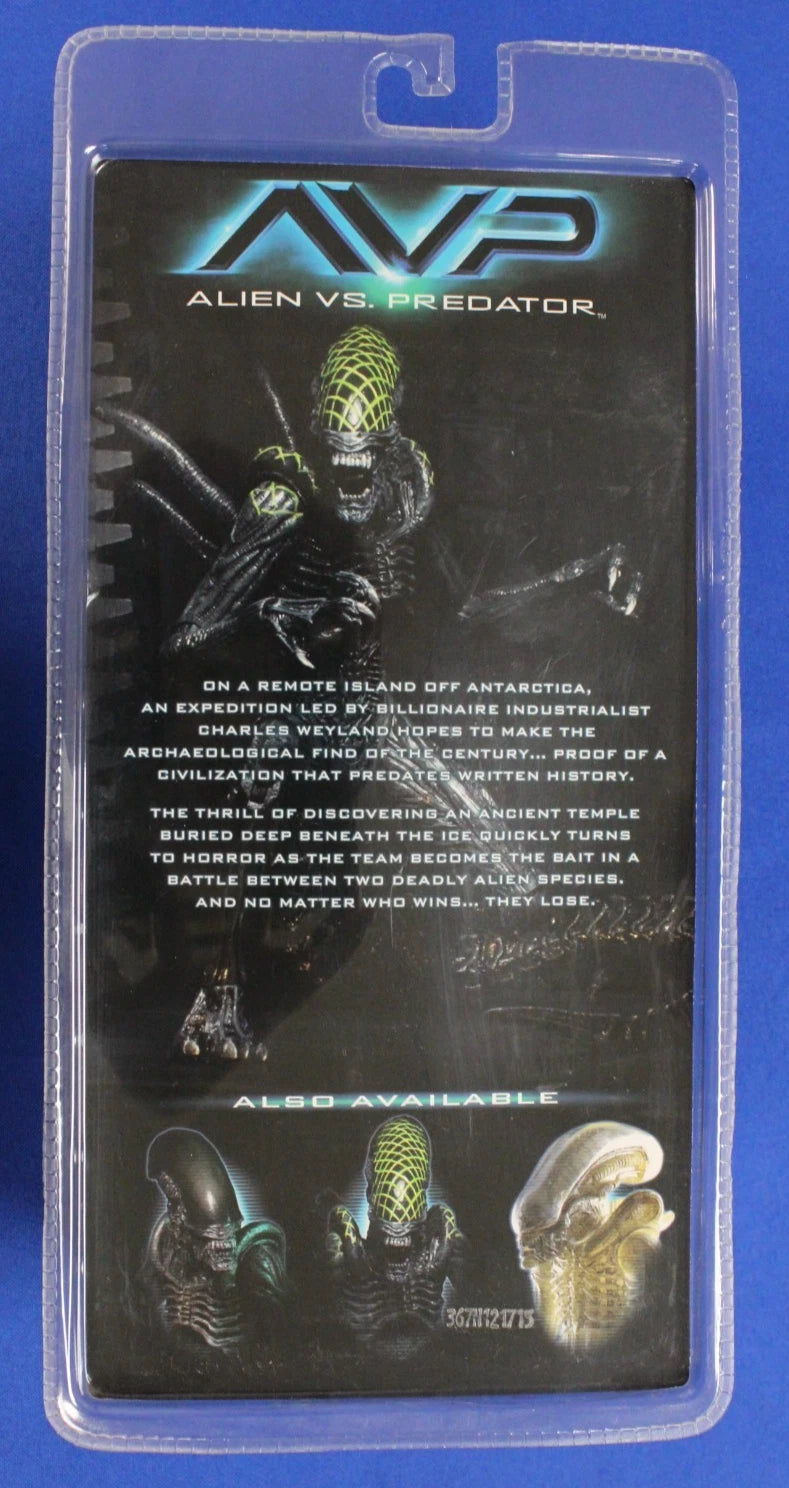 AVP
ALIEN VS. PREDATOR™
ON A REMOTE ISLAND OFF ANTARCTICA,
AN EXPEDITION LED BY BILLIONAIRE INDUSTRIALIST
CHARLES WEYLAND HOPES TO MAKE THE
ARCHAEOLOGICAL FIND OF THE CENTURY... PROOF OF A
CIVILIZATION THAT PREDATES WRITTEN HISTORY.
THE THRILL OF DISCOVERING AN ANCIENT TEMPLE
BURIED DEEP BENEATH THE ICE QUICKLY TURNS
TO HORROR AS THE TEAM BECOMES THE BAIT IN A
BATTLE BETWEEN TWO DEADLY ALIEN SPECIES.
AND NO MATTER WHO WINS... THEY LOSE.
ALSO AVAILABLE